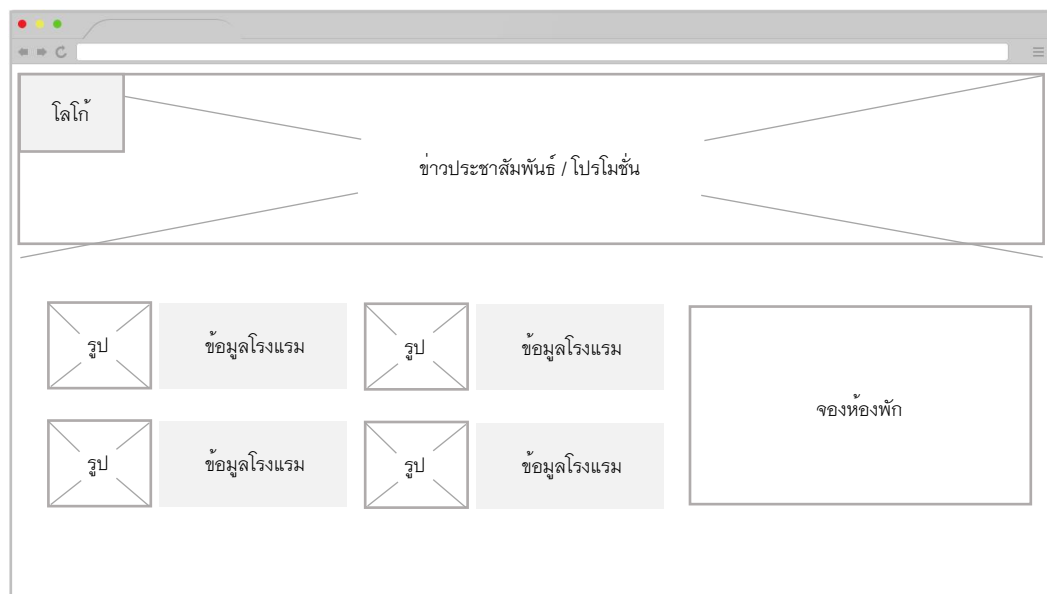 โลโก้
ข่าวประชาสัมพันธ์ / โปรโมชั่น
รูป
ข้อมูลโรงแรม
รูป
ข้อมูลโรงแรม
จองห้องพัก
รูป
ข้อมูลโรงแรม
รูป
ข้อมูลโรงแรม